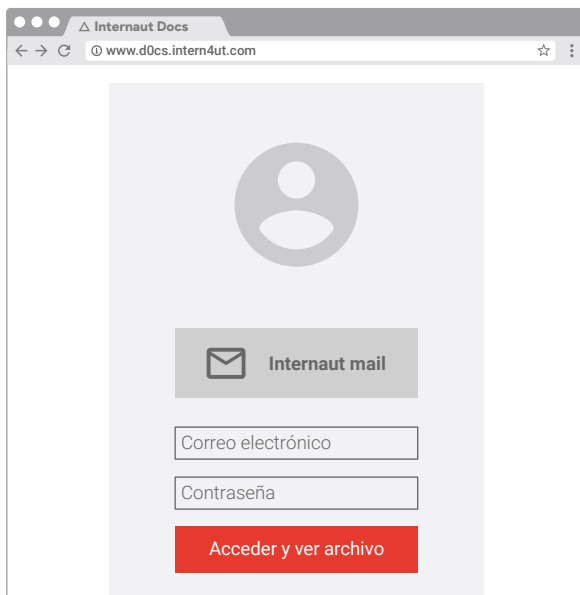 Internaut Docs
www.d0cs.intern4ut.com
Internaut mail
Correo electrónico
Contraseña
Acceder y ver archivo